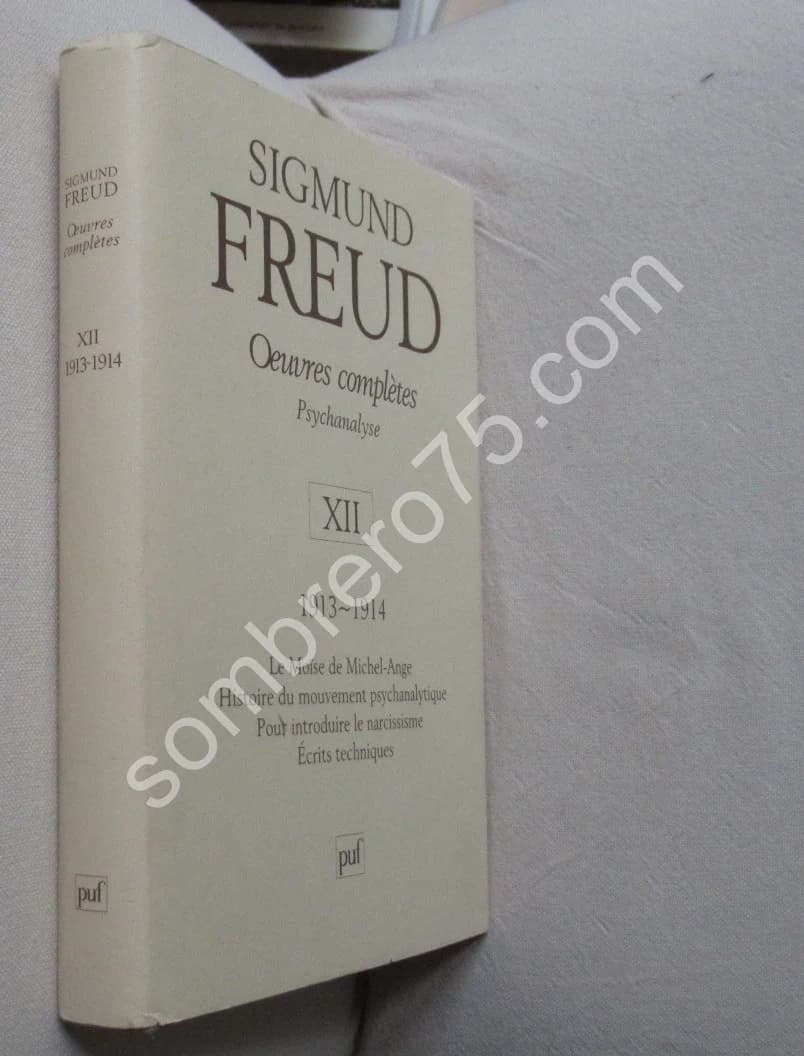 SIGMUND
FREUD
Œuvres
complètes
XII
1913-1914
puf
SIGMUND
FREUD
Oeuvres complètes
Psychanalyse
XII
1913~1914
Le Moïse de Michel-Ange
Histoire du mouvement psychanalytique
Pour introduire le narcissisme
Écrits techniques
puf
sombrero75.com